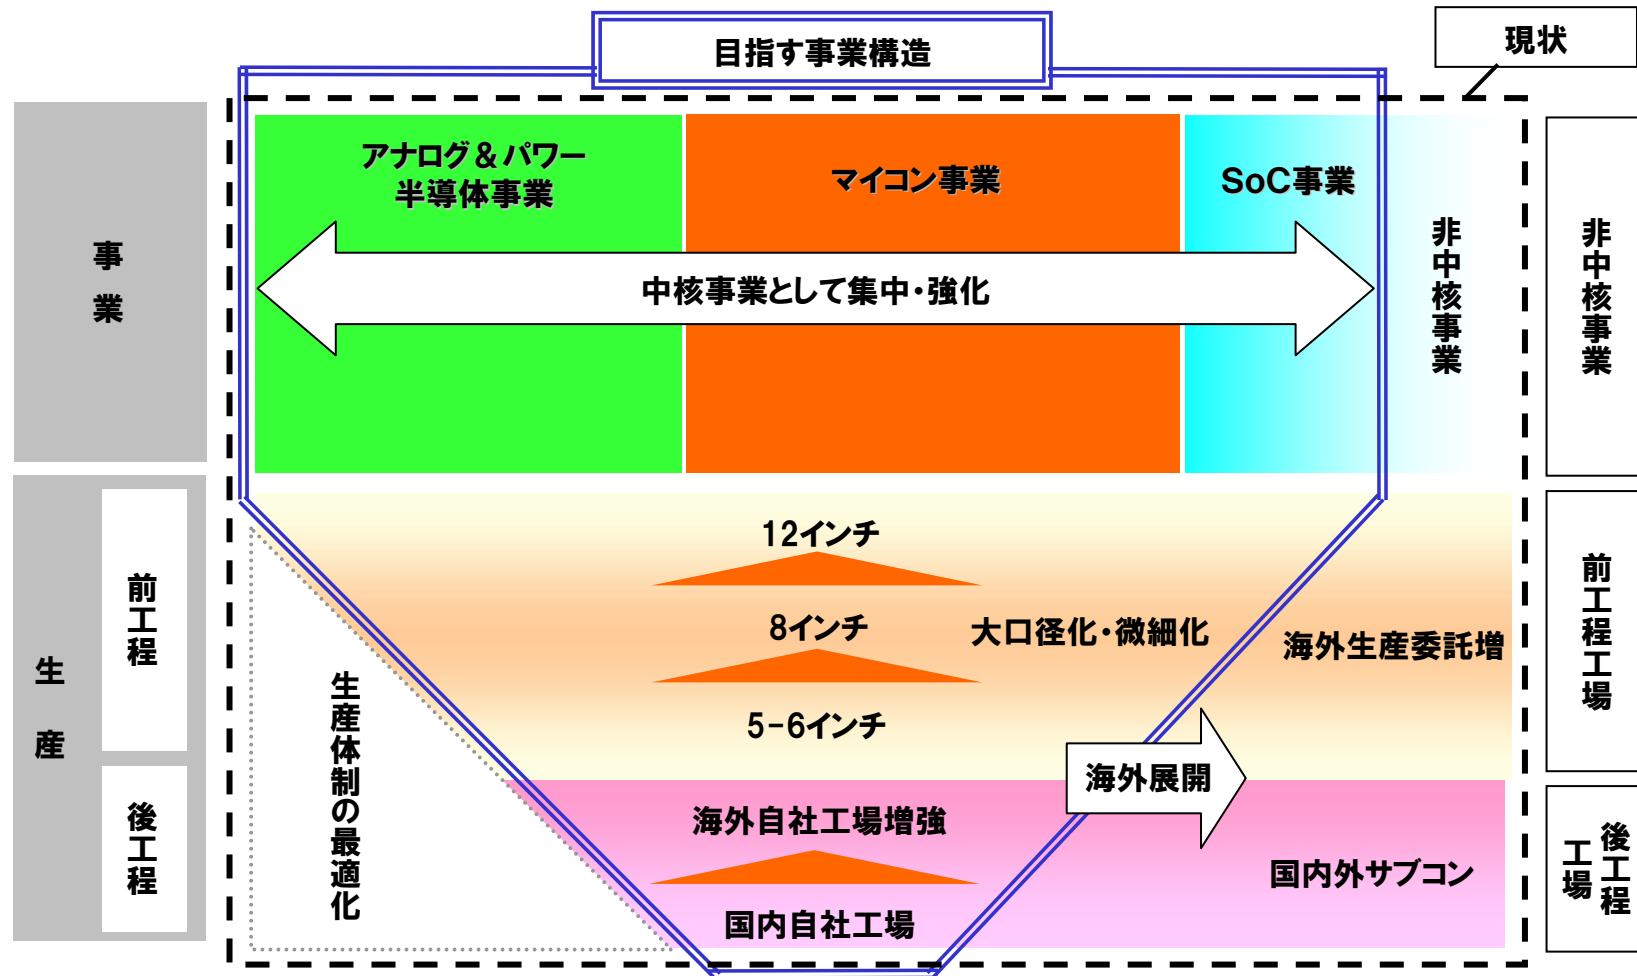 目指す事業構造
現状
事業
アナログ&パワー
半導体事業
マイコン事業
SoC事業
非中核事業
非中核事業
中核事業として集中・強化
生産
前工程
12インチ
8インチ
大口径化・微細化
海外生産委託増
5-6インチ
前工程工場
生産体制の最適化
海外展開
後工程
海外自社工場増強
国内外サブコン
国内自社工場
後工程
工場